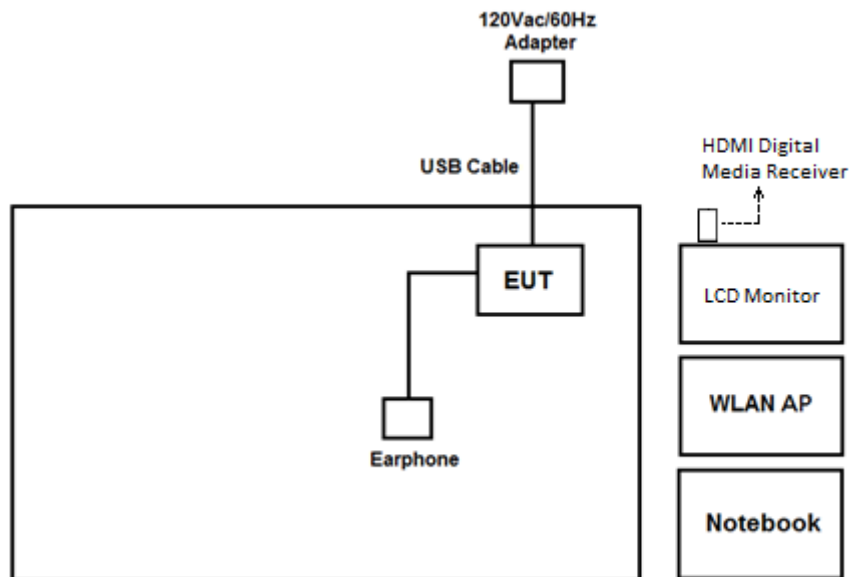 120Vac/60Hz
Adapter
HDMI Digital
Media Receiver
USB Cable
EUT
LCD Monitor
WLAN AP
Earphone
Notebook